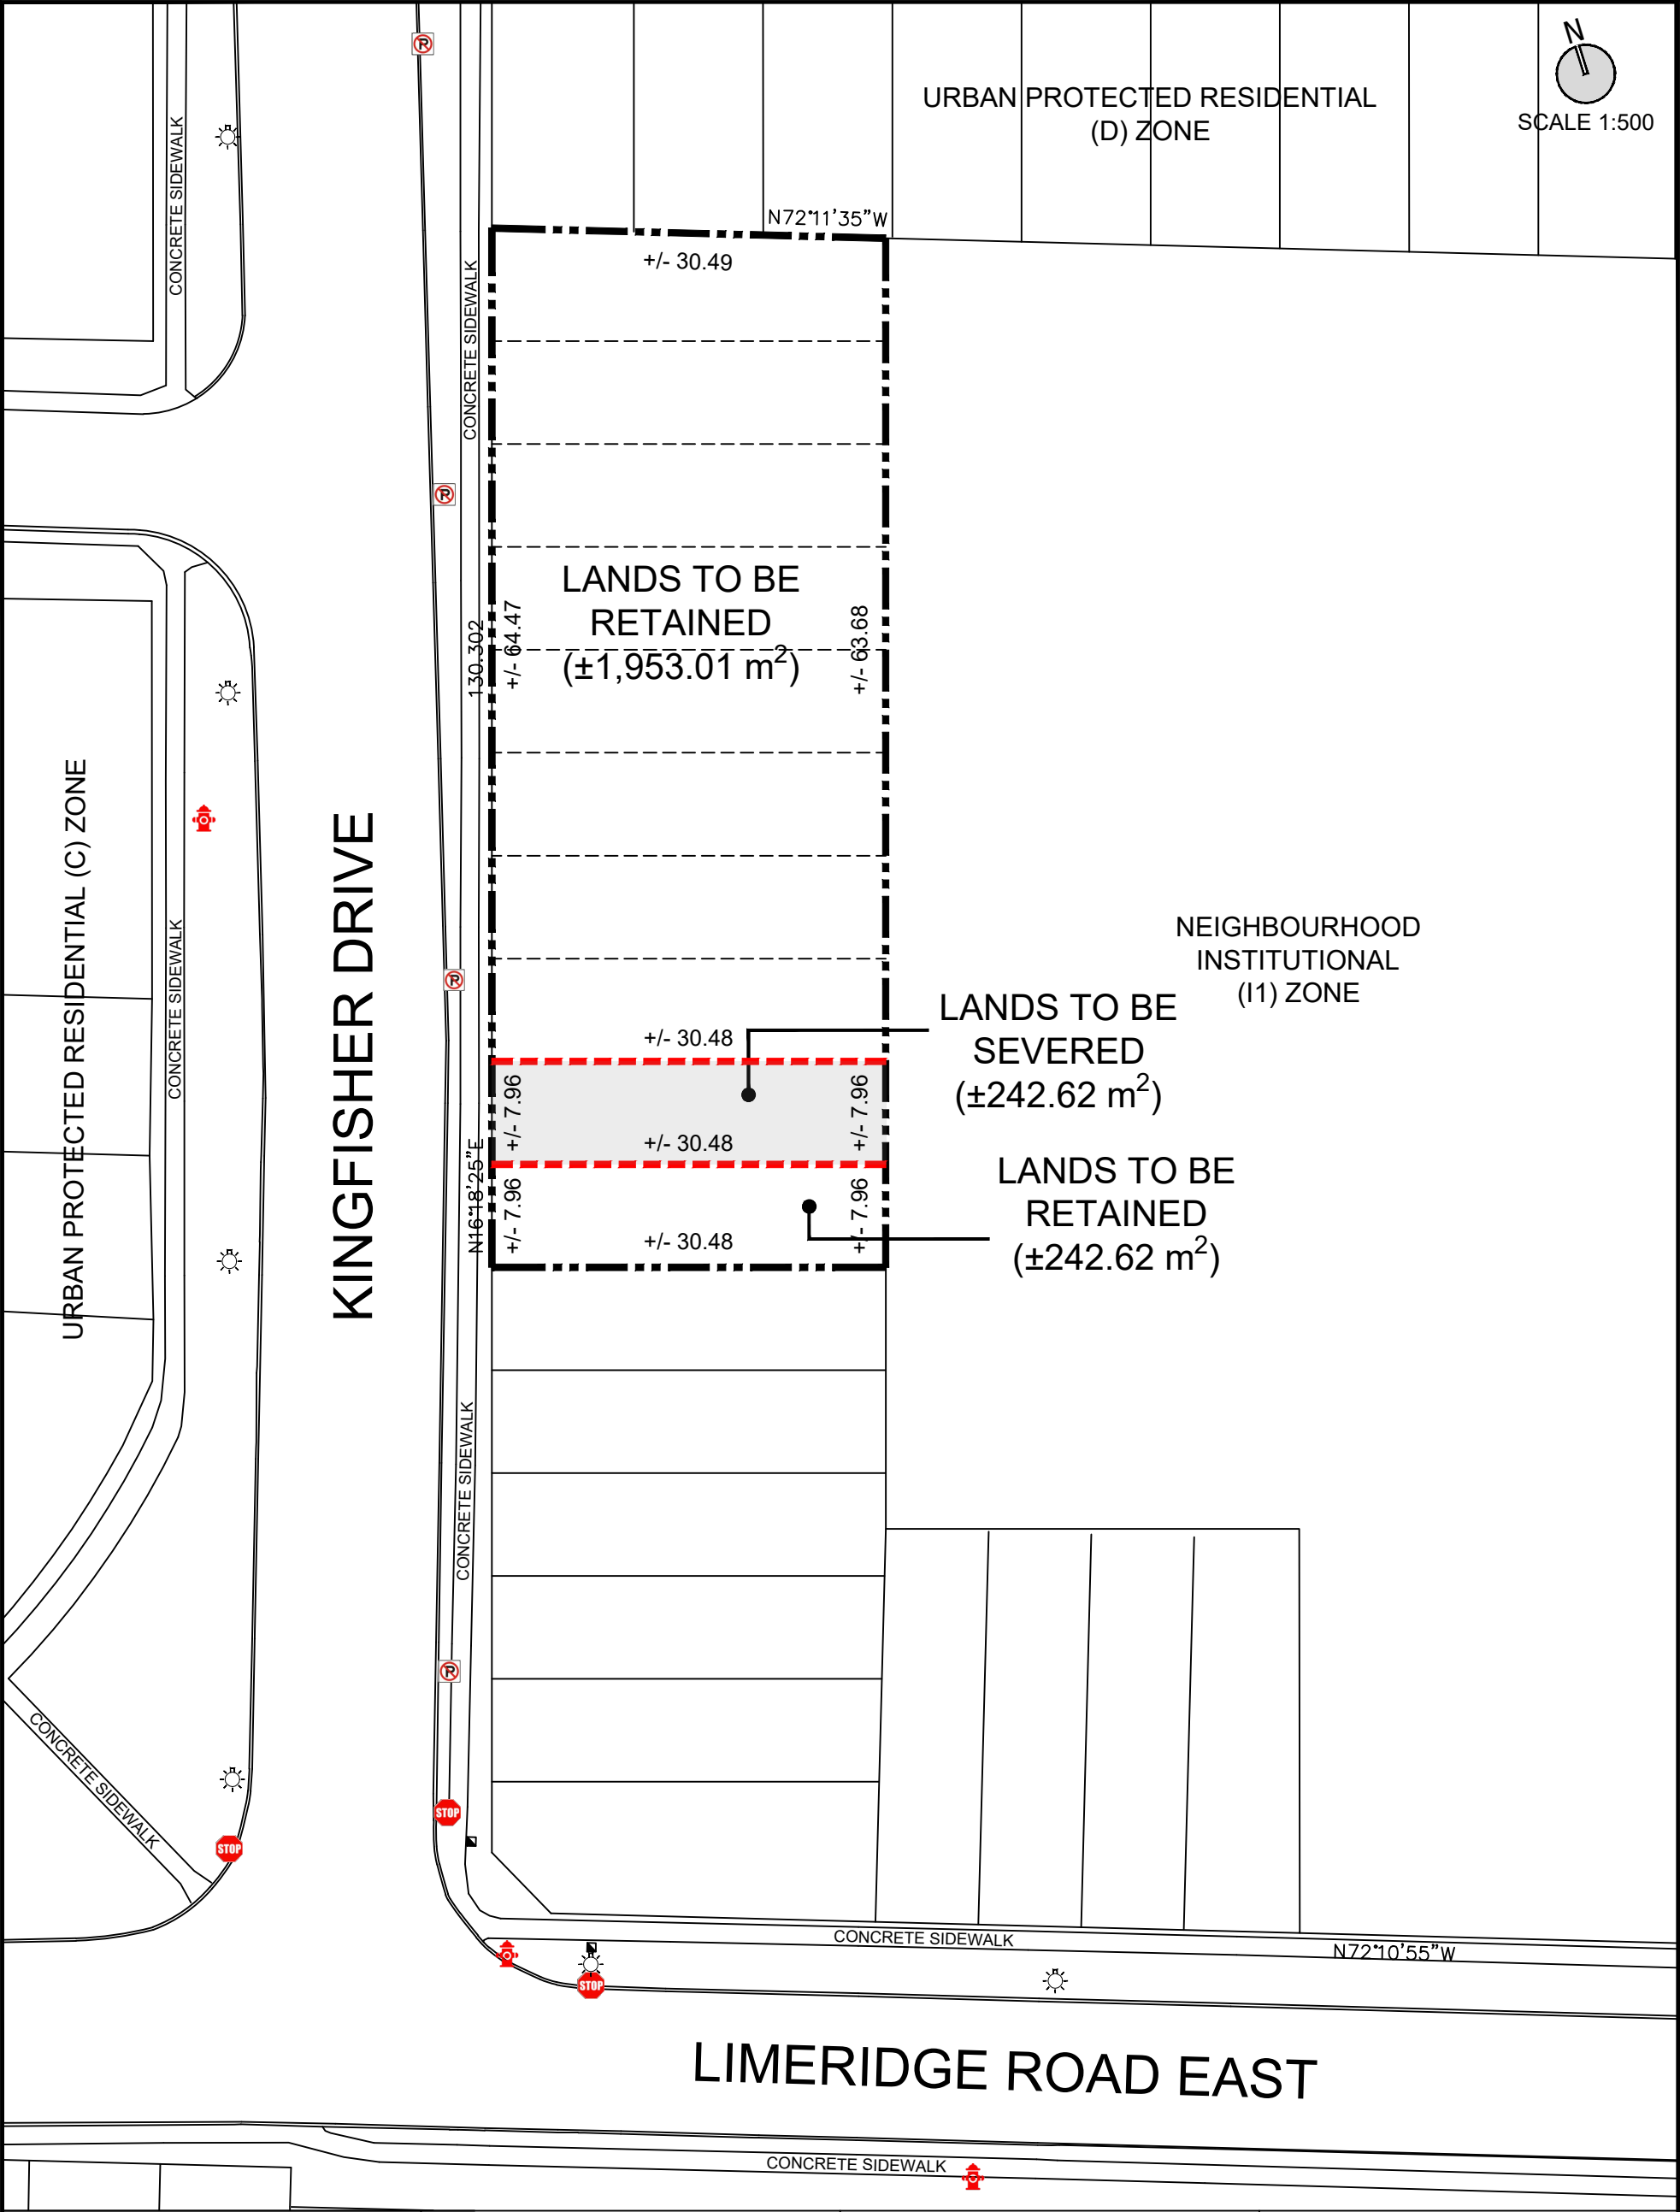 N
SCALE 1:500
URBAN PROTECTED RESIDENTIAL
(D) ZONE
CONCRETE SIDEWALK
N72°11'35"W
+/- 30.49
CONCRETE SIDEWALK
LANDS TO BE
RETAINED
(±1,953.01 m²)
130.302
+/- 64.47
+/- 63.68
URBAN PROTECTED RESIDENTIAL (C) ZONE
CONCRETE SIDEWALK
KINGFISHER DRIVE
NEIGHBOURHOOD
INSTITUTIONAL
(I1) ZONE
LANDS TO BE
SEVERED
(±242.62 m²)
+/- 30.48
+/- 7.96
+/- 7.96
+/- 30.48
N16°18'25"E
+/- 7.96
+/- 7.96
+/- 30.48
LANDS TO BE
RETAINED
(±242.62 m²)
CONCRETE SIDEWALK
CONCRETE SIDEWALK
STOP
STOP
STOP
CONCRETE SIDEWALK
N72°10'55"W
LIMERIDGE ROAD EAST
CONCRETE SIDEWALK
P
P
P
P